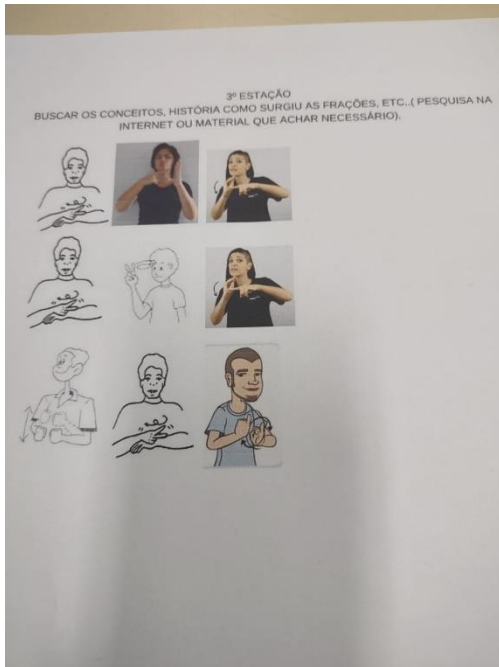 3º ESTAÇÃO
BUSCAR OS CONCEITOS, HISTÓRIA COMO SURGIU AS FRAÇÕES, ETC..( PESQUISA NA
INTERNET OU MATERIAL QUE ACHAR NECESSÁRIO).